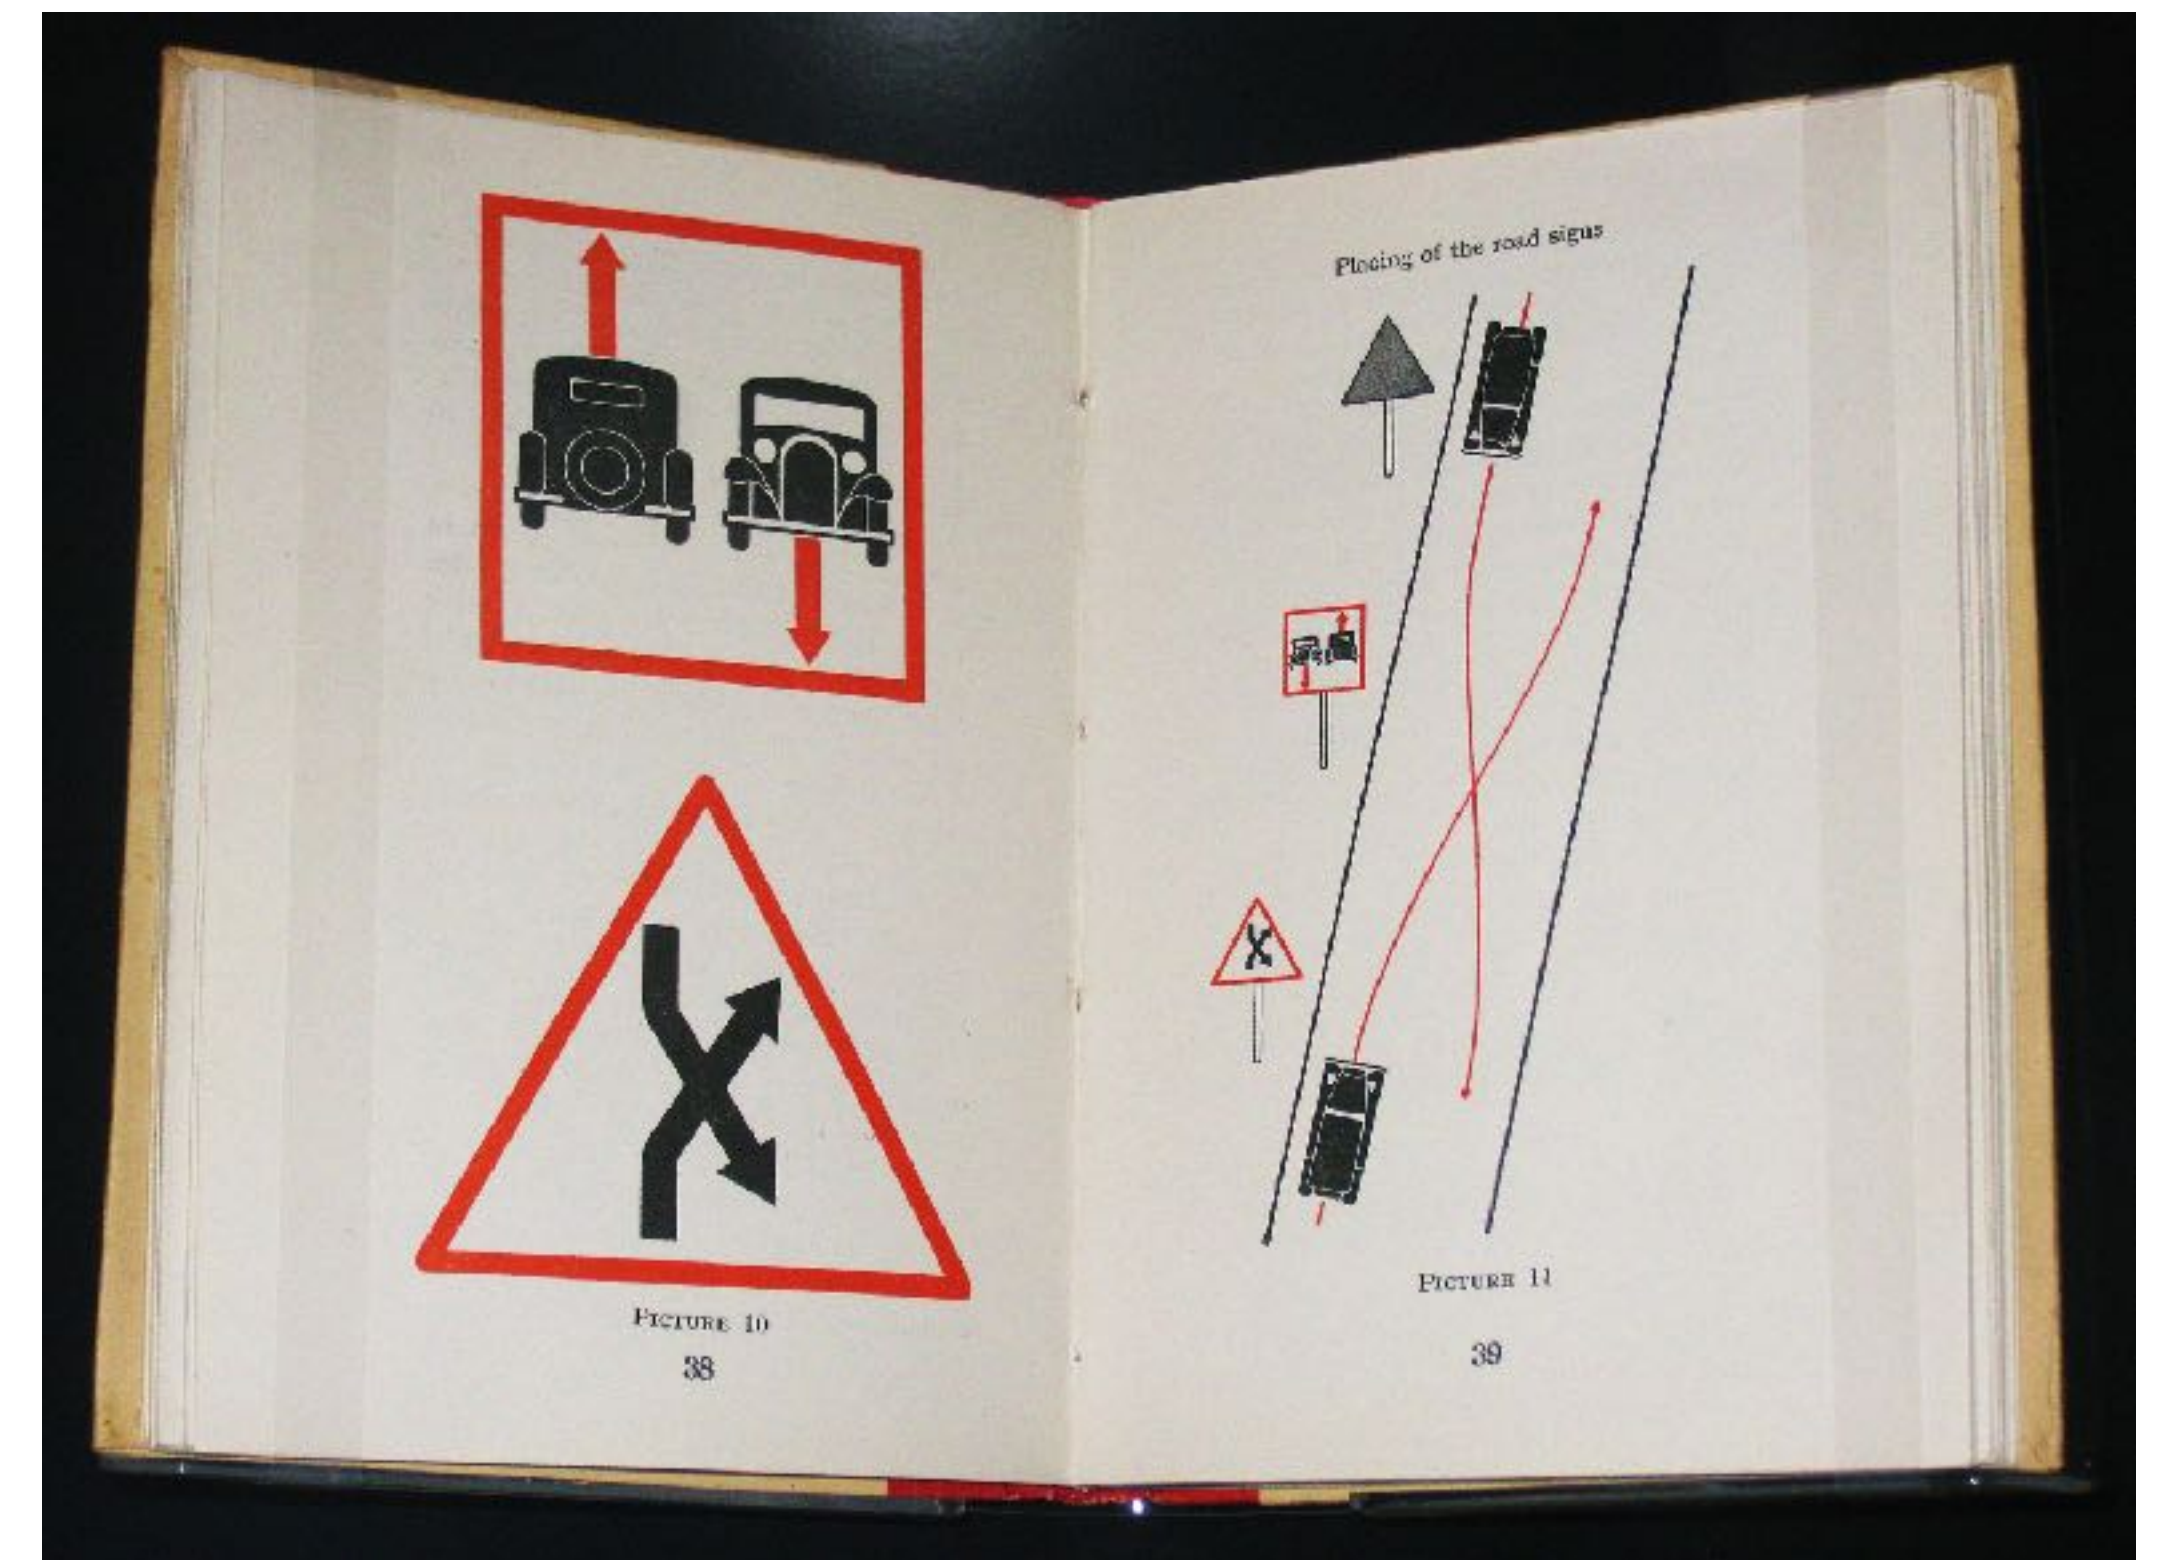 PICTURE 10
38
Placing of the road signs
PICTURE 11
39